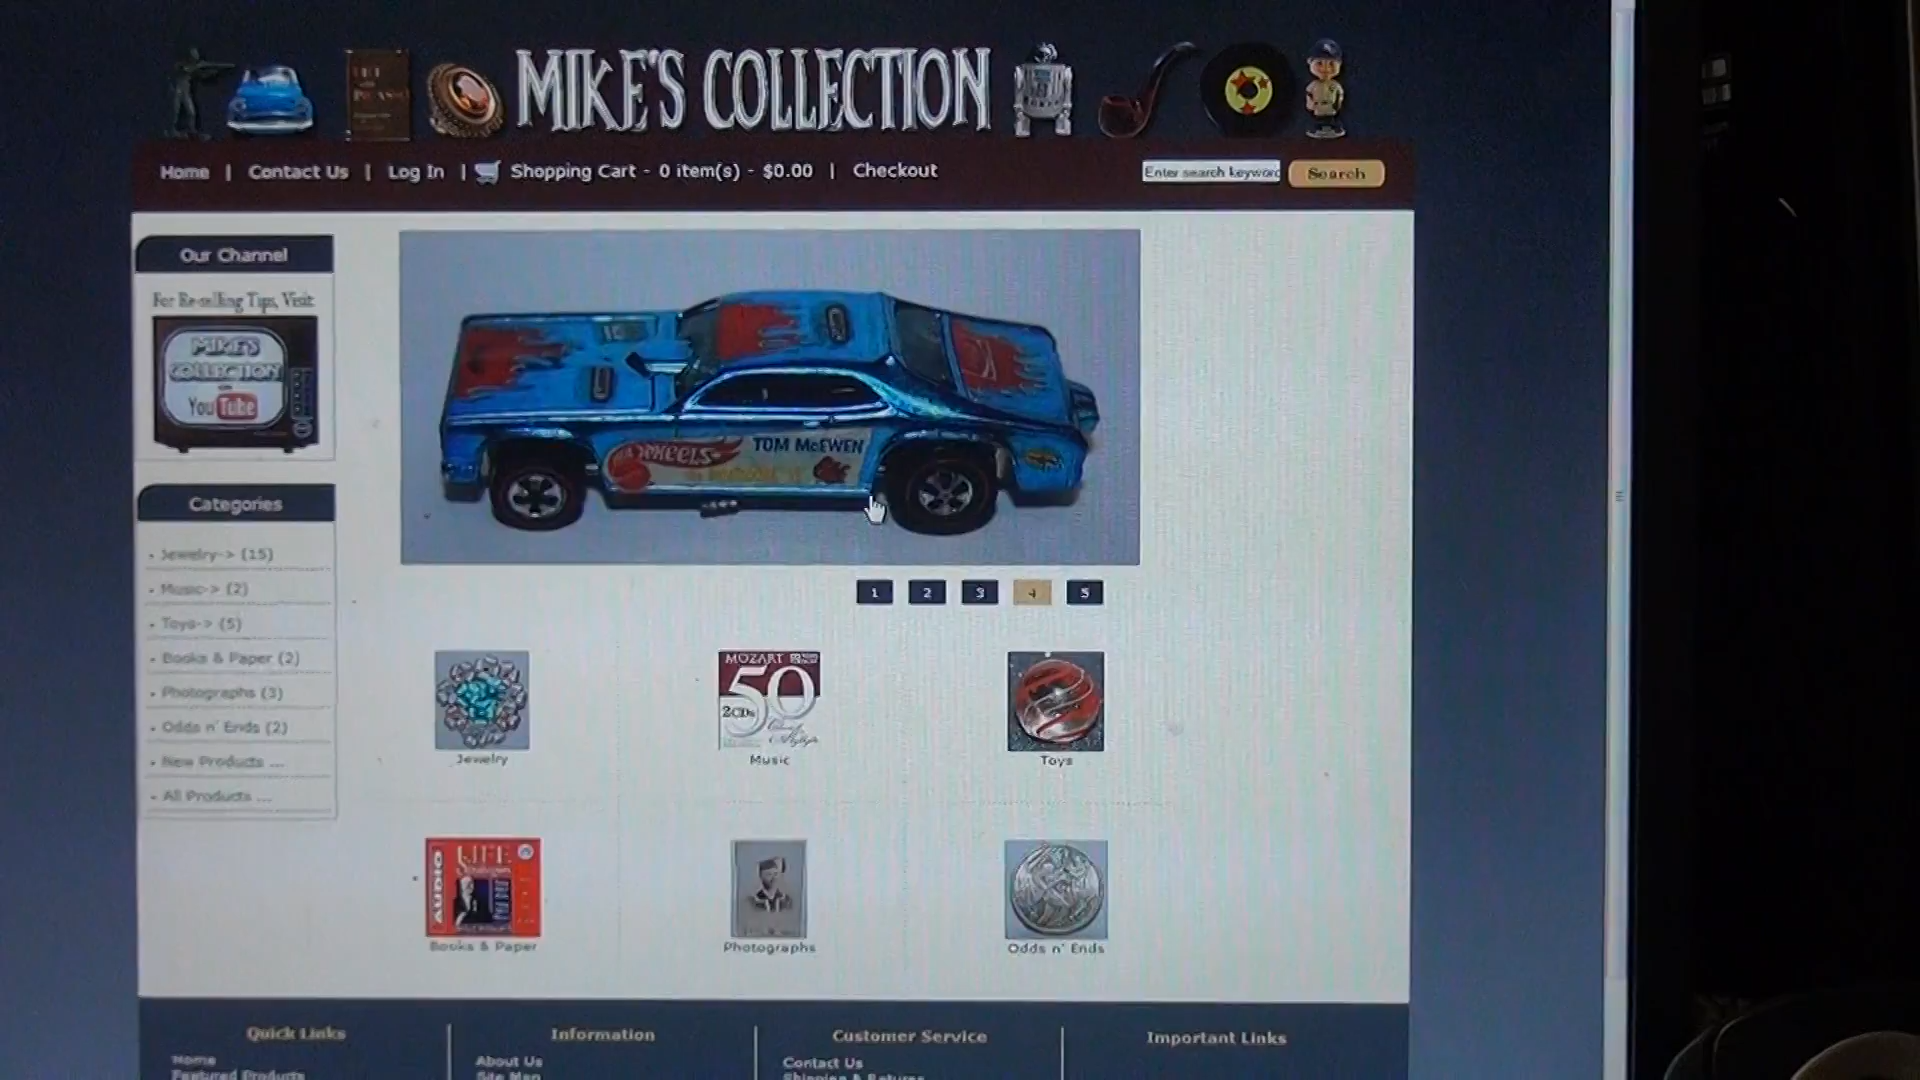 MIKE'S COLLECTION
Home | Contact Us | Log In | Shopping Cart - 0 item(s) - $0.00 | Checkout
Enter search keyword
Search
Our Channel
For Re-selling Tips, Visit
MIKE'S
COLLECTION
on
YouTube
WHEELS
TOM McEWEN
1 2 3 4 5
Categories
Jewelry-> (15)
Music-> (2)
Toys-> (5)
Books & Paper (2)
Photographs (3)
Odds n' Ends (2)
New Products ...
All Products ...
MOZART
50
2CDs
Jewelry
Music
Toys
AUDIO
LIFE
Books & Paper
Photographs
Odds n' Ends
Quick Links
Information
Customer Service
Important Links
Home
About Us
Contact Us
Featured Products
Site Map
Shipping & Returns